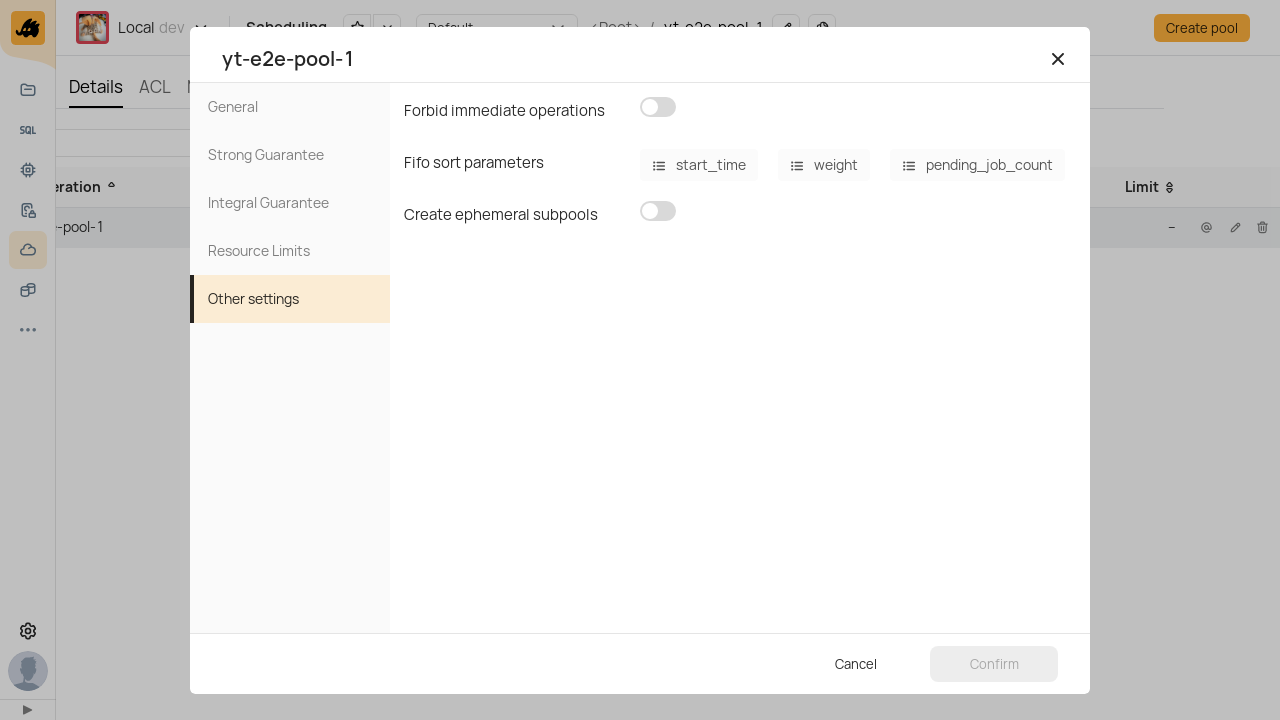 Local dev
Scheduling
Default
<Root> / yt-e2e-pool-1
Create pool
Details ACL
SQL
eration
Limit
-pool-1
–
yt-e2e-pool-1
General
Strong Guarantee
Integral Guarantee
Resource Limits
Other settings
Forbid immediate operations
Fifo sort parameters
start_time
weight
pending_job_count
Create ephemeral subpools
Cancel
Confirm